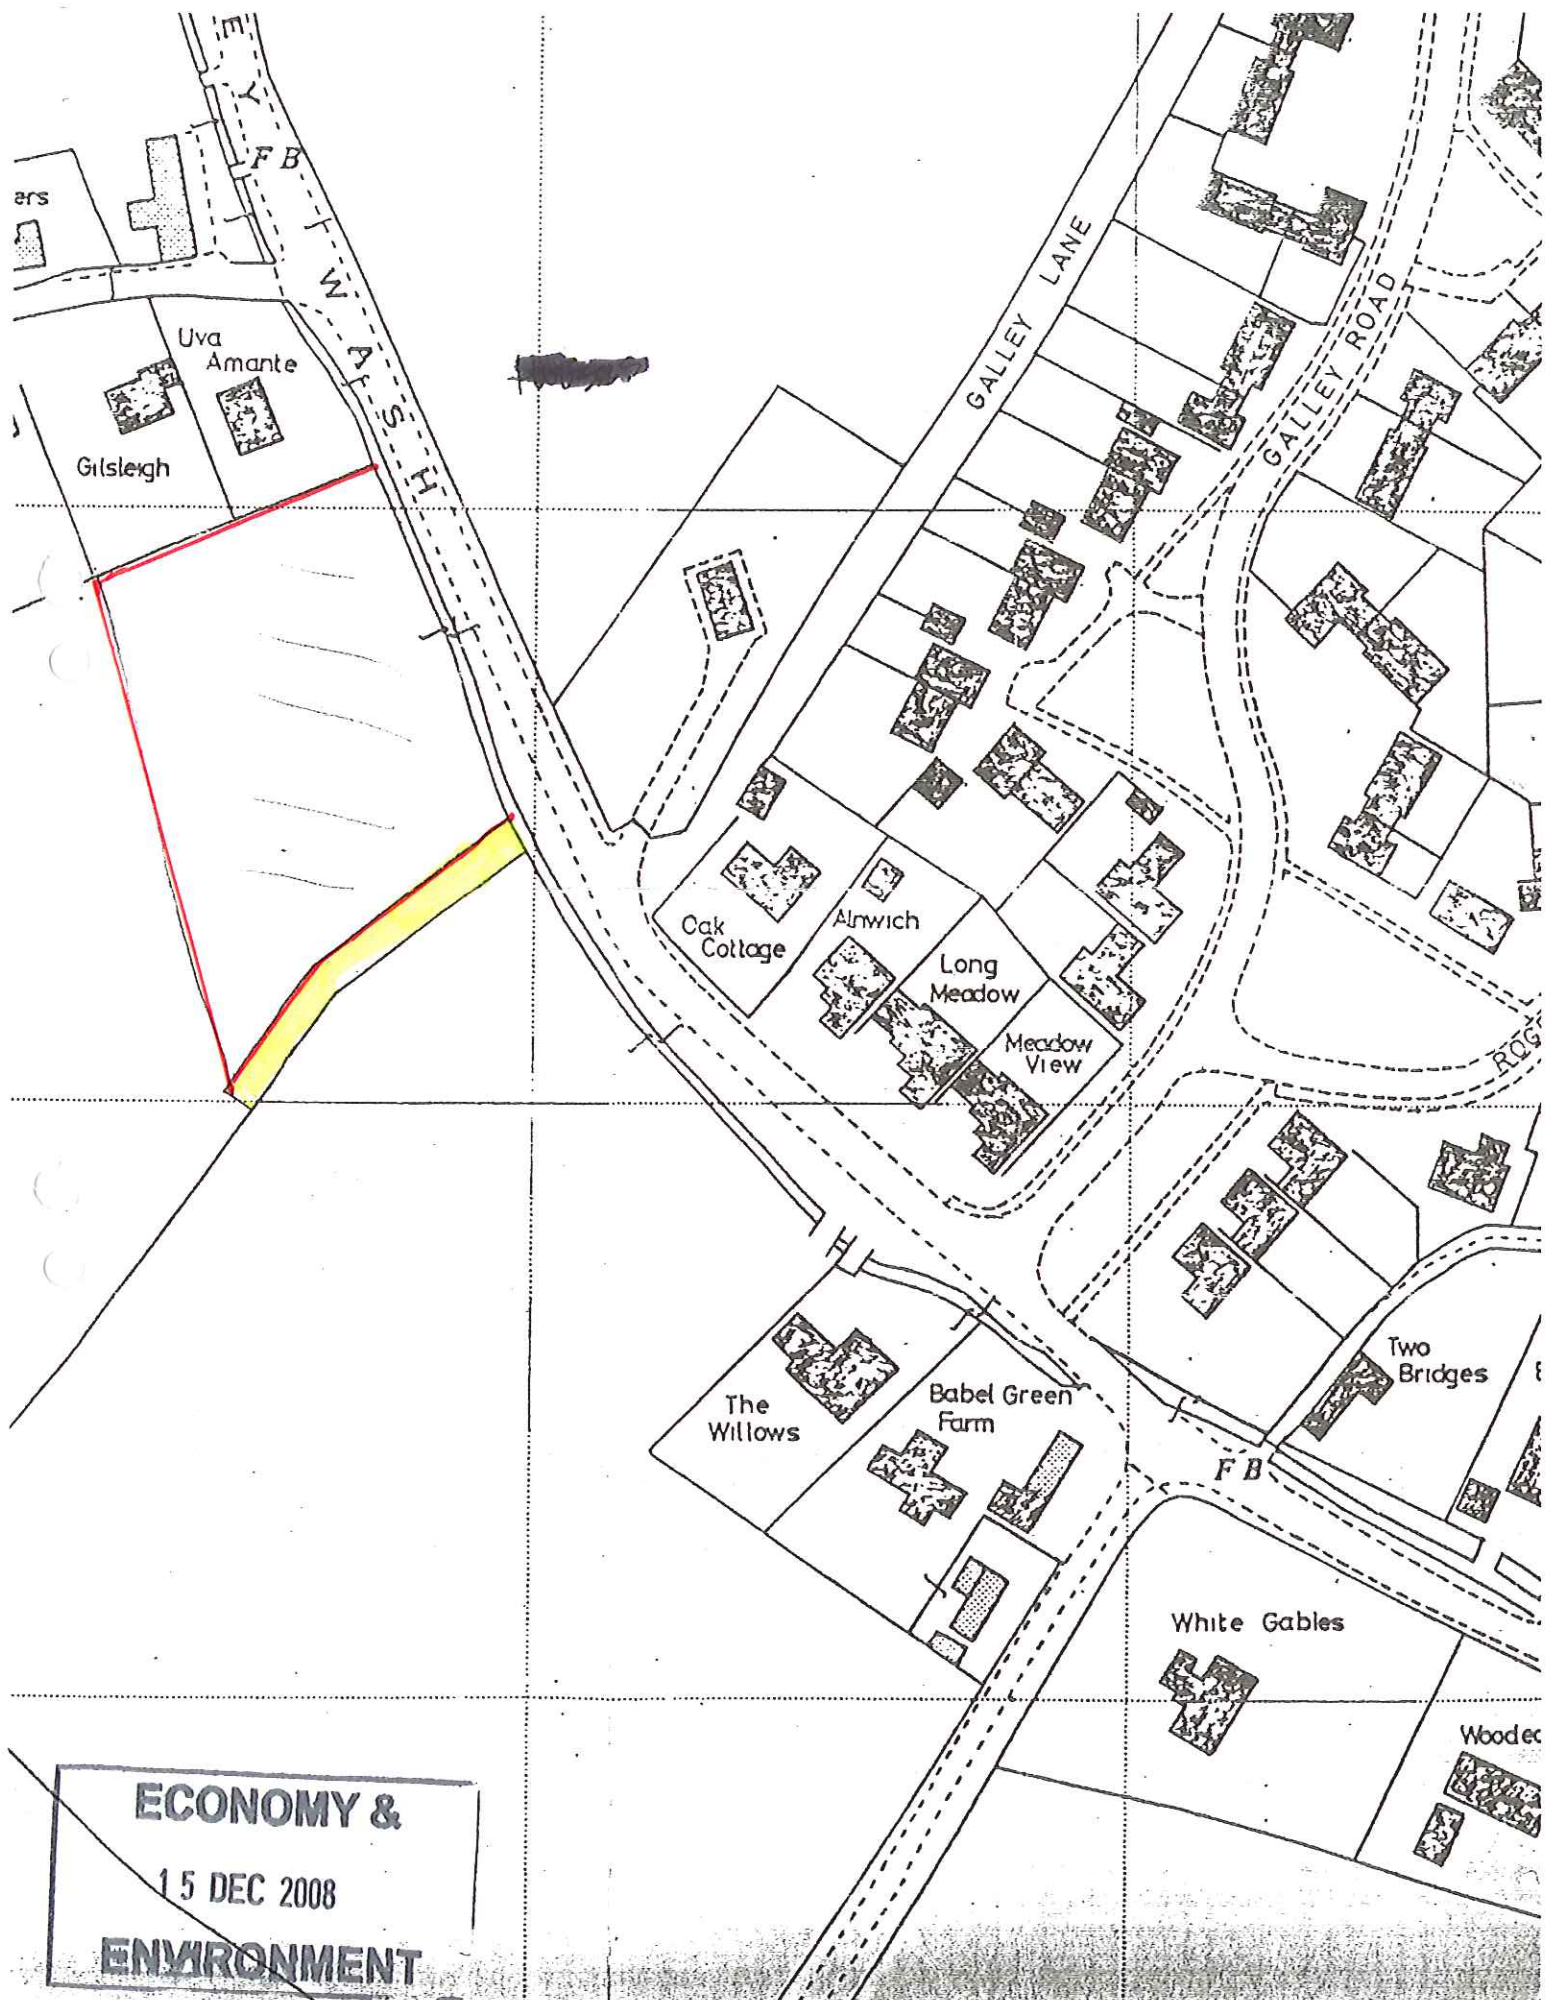 E Y W A S H
F B
ers
GALLEY LANE
GALLEY ROAD
Uva
Amante
Gilsleigh
Oak
Cottage
Alnwich
Long
Meadow
Meadow
View
ROG
Two
Bridges
The
Willows
Babel Green
Farm
F B
White Gables
Wooded
ECONOMY &
15 DEC 2008
ENVIRONMENT